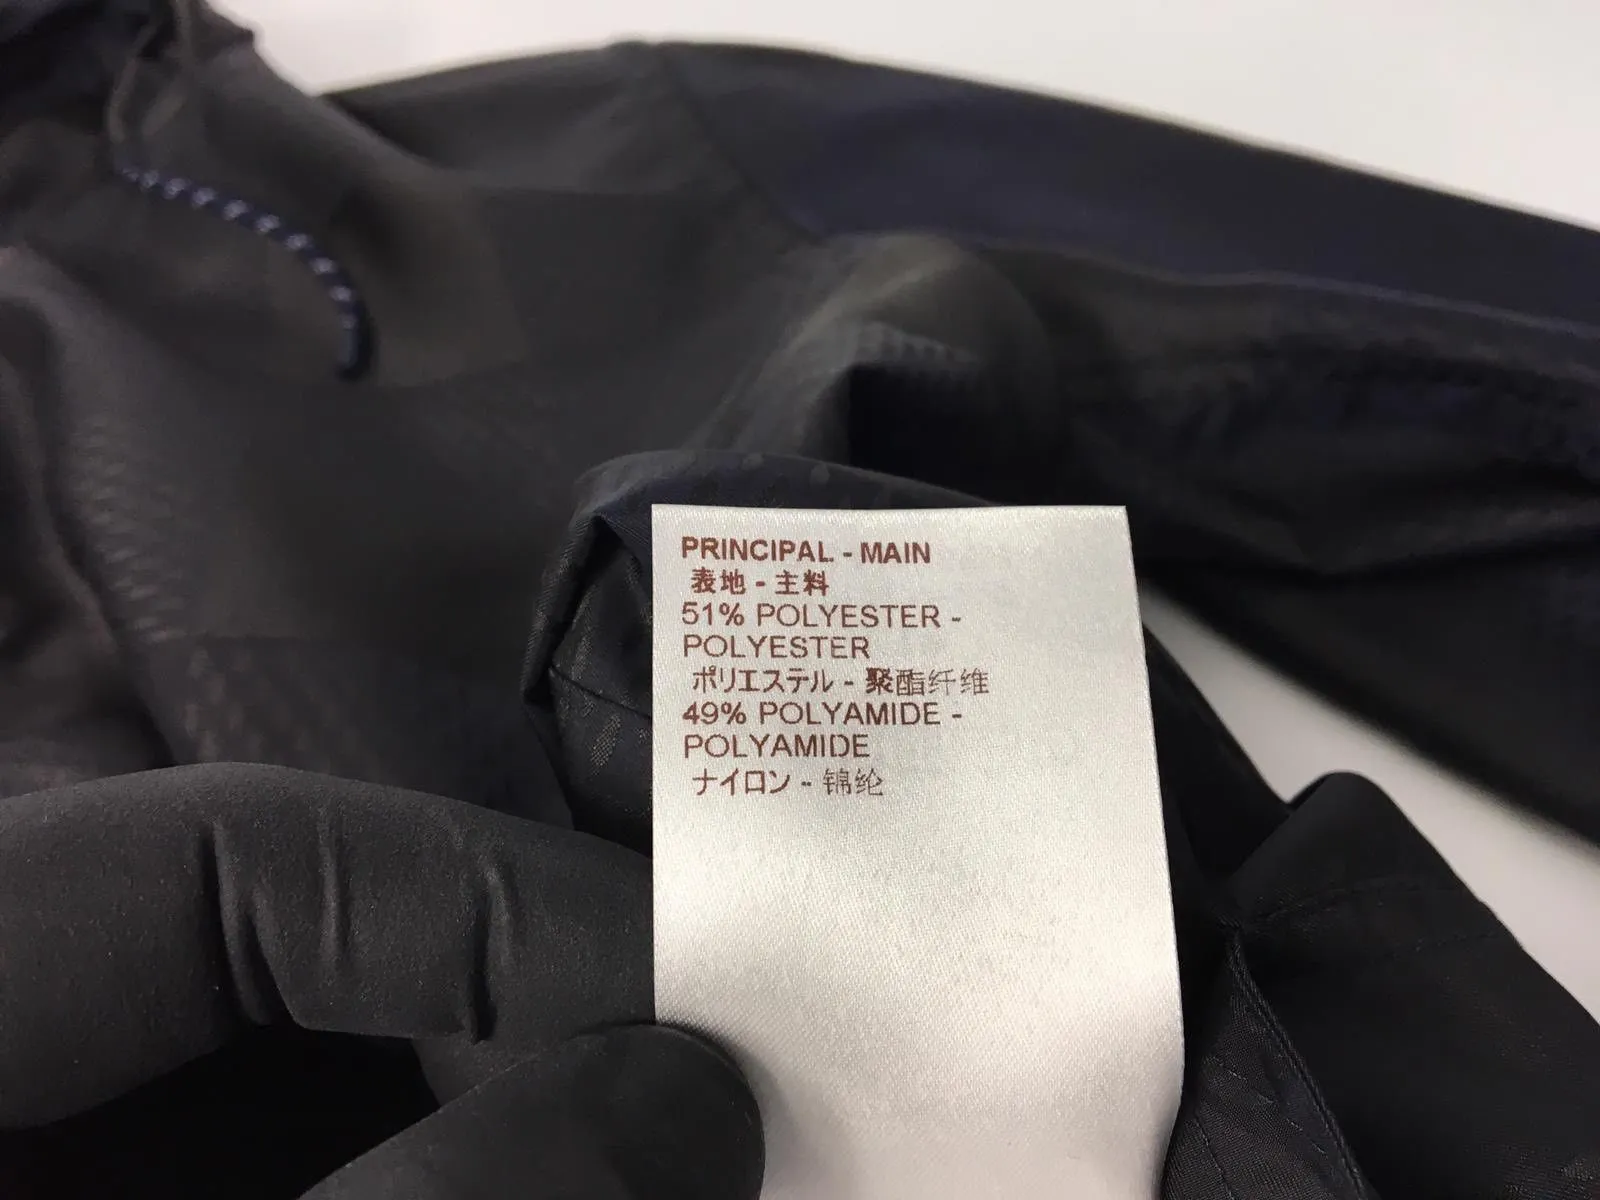 PRINCIPAL - MAIN
表地 - 主料
51% POLYESTER -
POLYESTER
ポリエステル - 聚酯纤维
49% POLYAMIDE -
POLYAMIDE
ナイロン - 锦纶